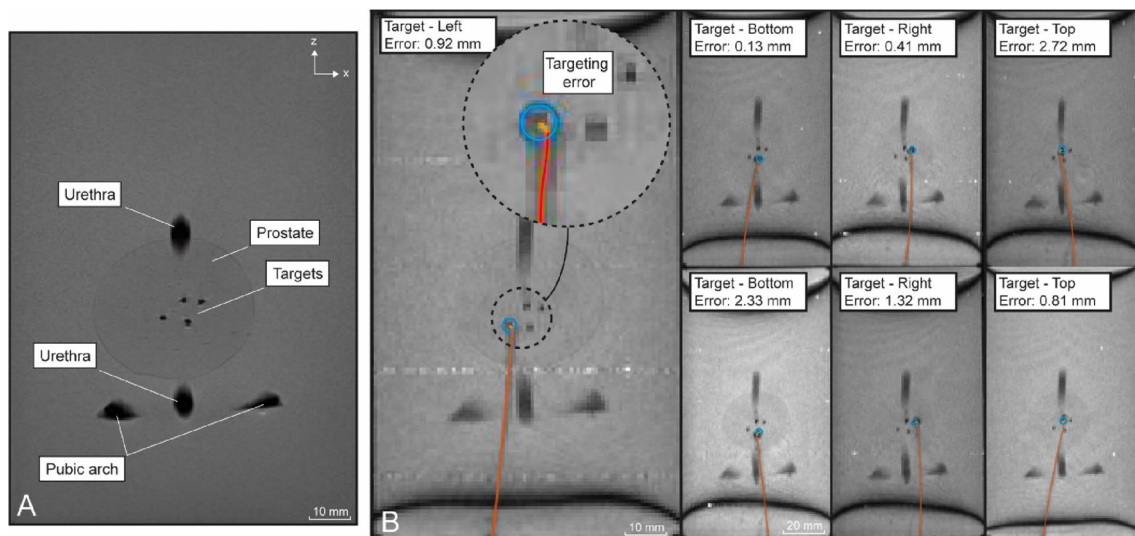 z
x
Urethra
Prostate
Targets
Urethra
Pubic arch
A
10 mm
Target - Left
Error: 0.92 mm
Targeting
error
B
10 mm
Target - Bottom
Error: 0.13 mm
Target - Right
Error: 0.41 mm
Target - Top
Error: 2.72 mm
Target - Bottom
Error: 2.33 mm
Target - Right
Error: 1.32 mm
Target - Top
Error: 0.81 mm
20 mm